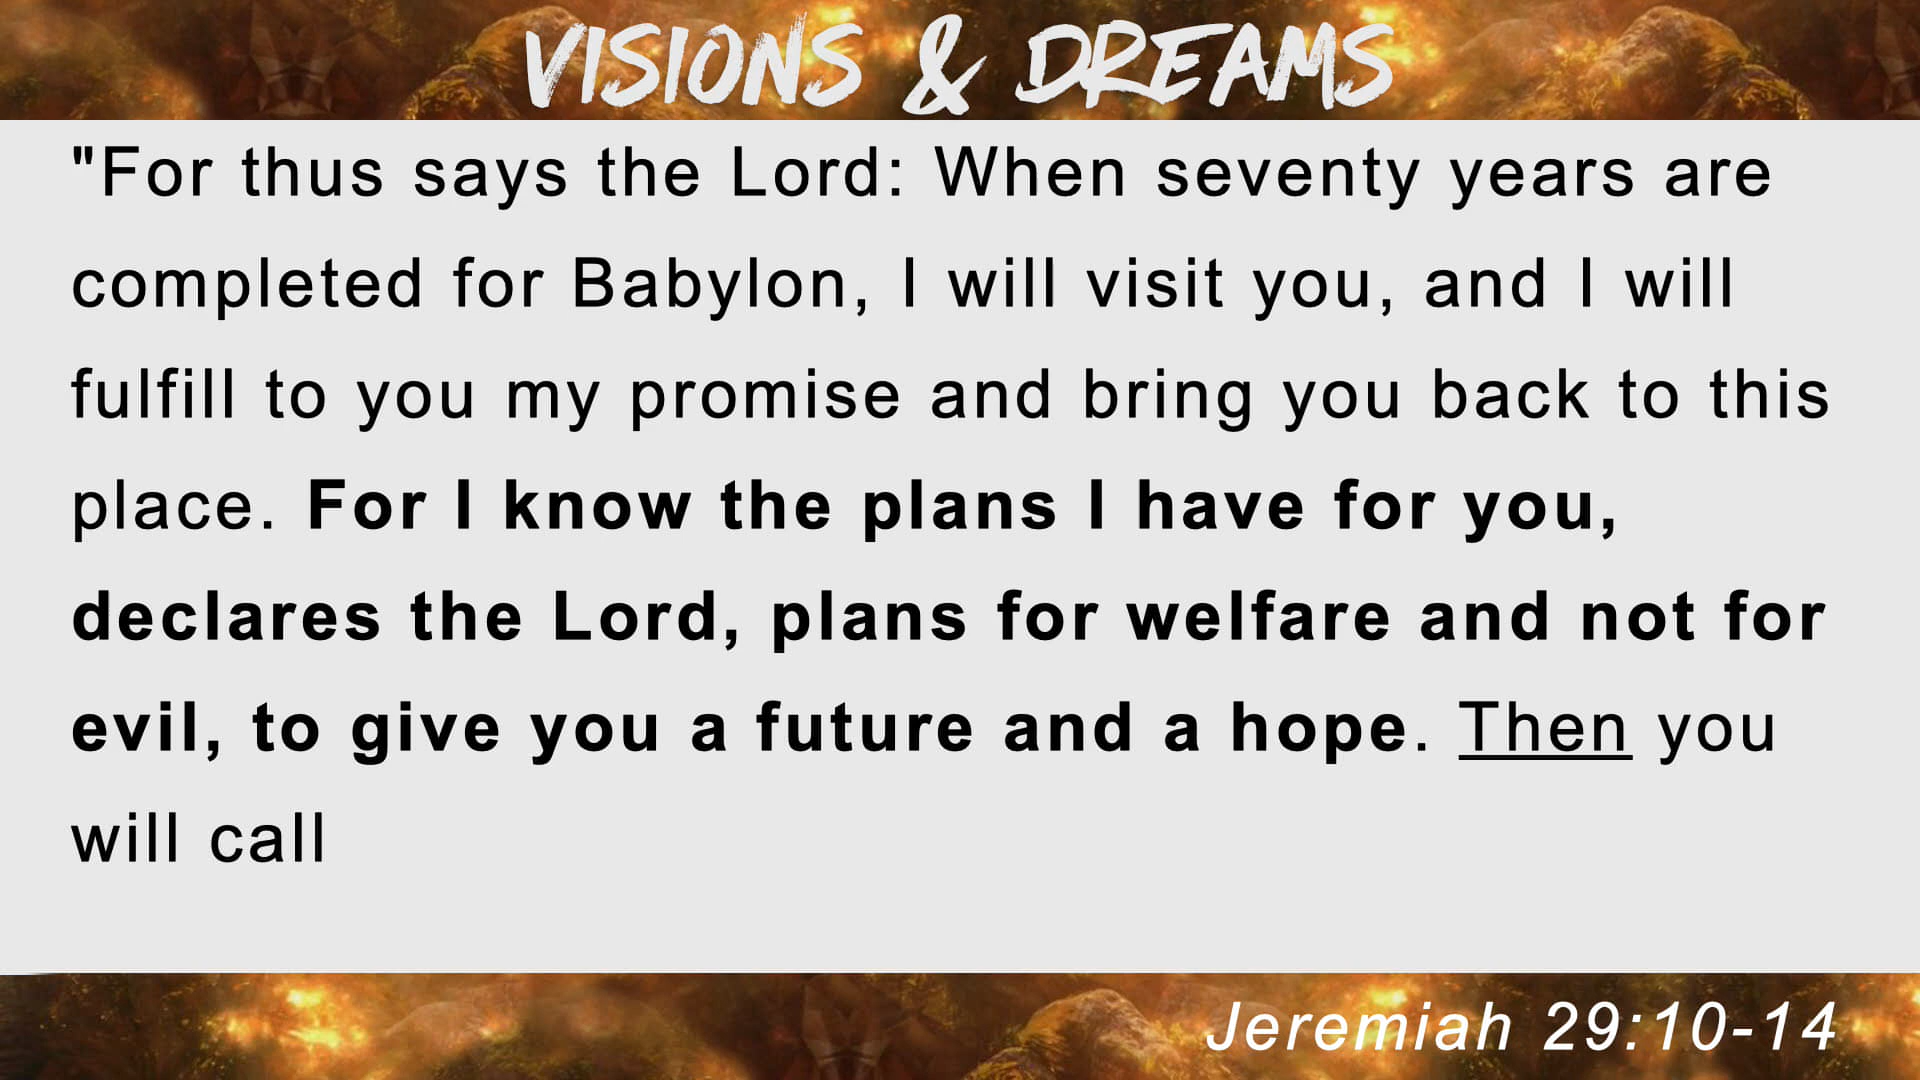 VISIONS & DREAMS
"For thus says the Lord: When seventy years are
completed for Babylon, I will visit you, and I will
fulfill to you my promise and bring you back to this
place. For I know the plans I have for you,
declares the Lord, plans for welfare and not for
evil, to give you a future and a hope. Then you
will call
Jeremiah 29:10-14